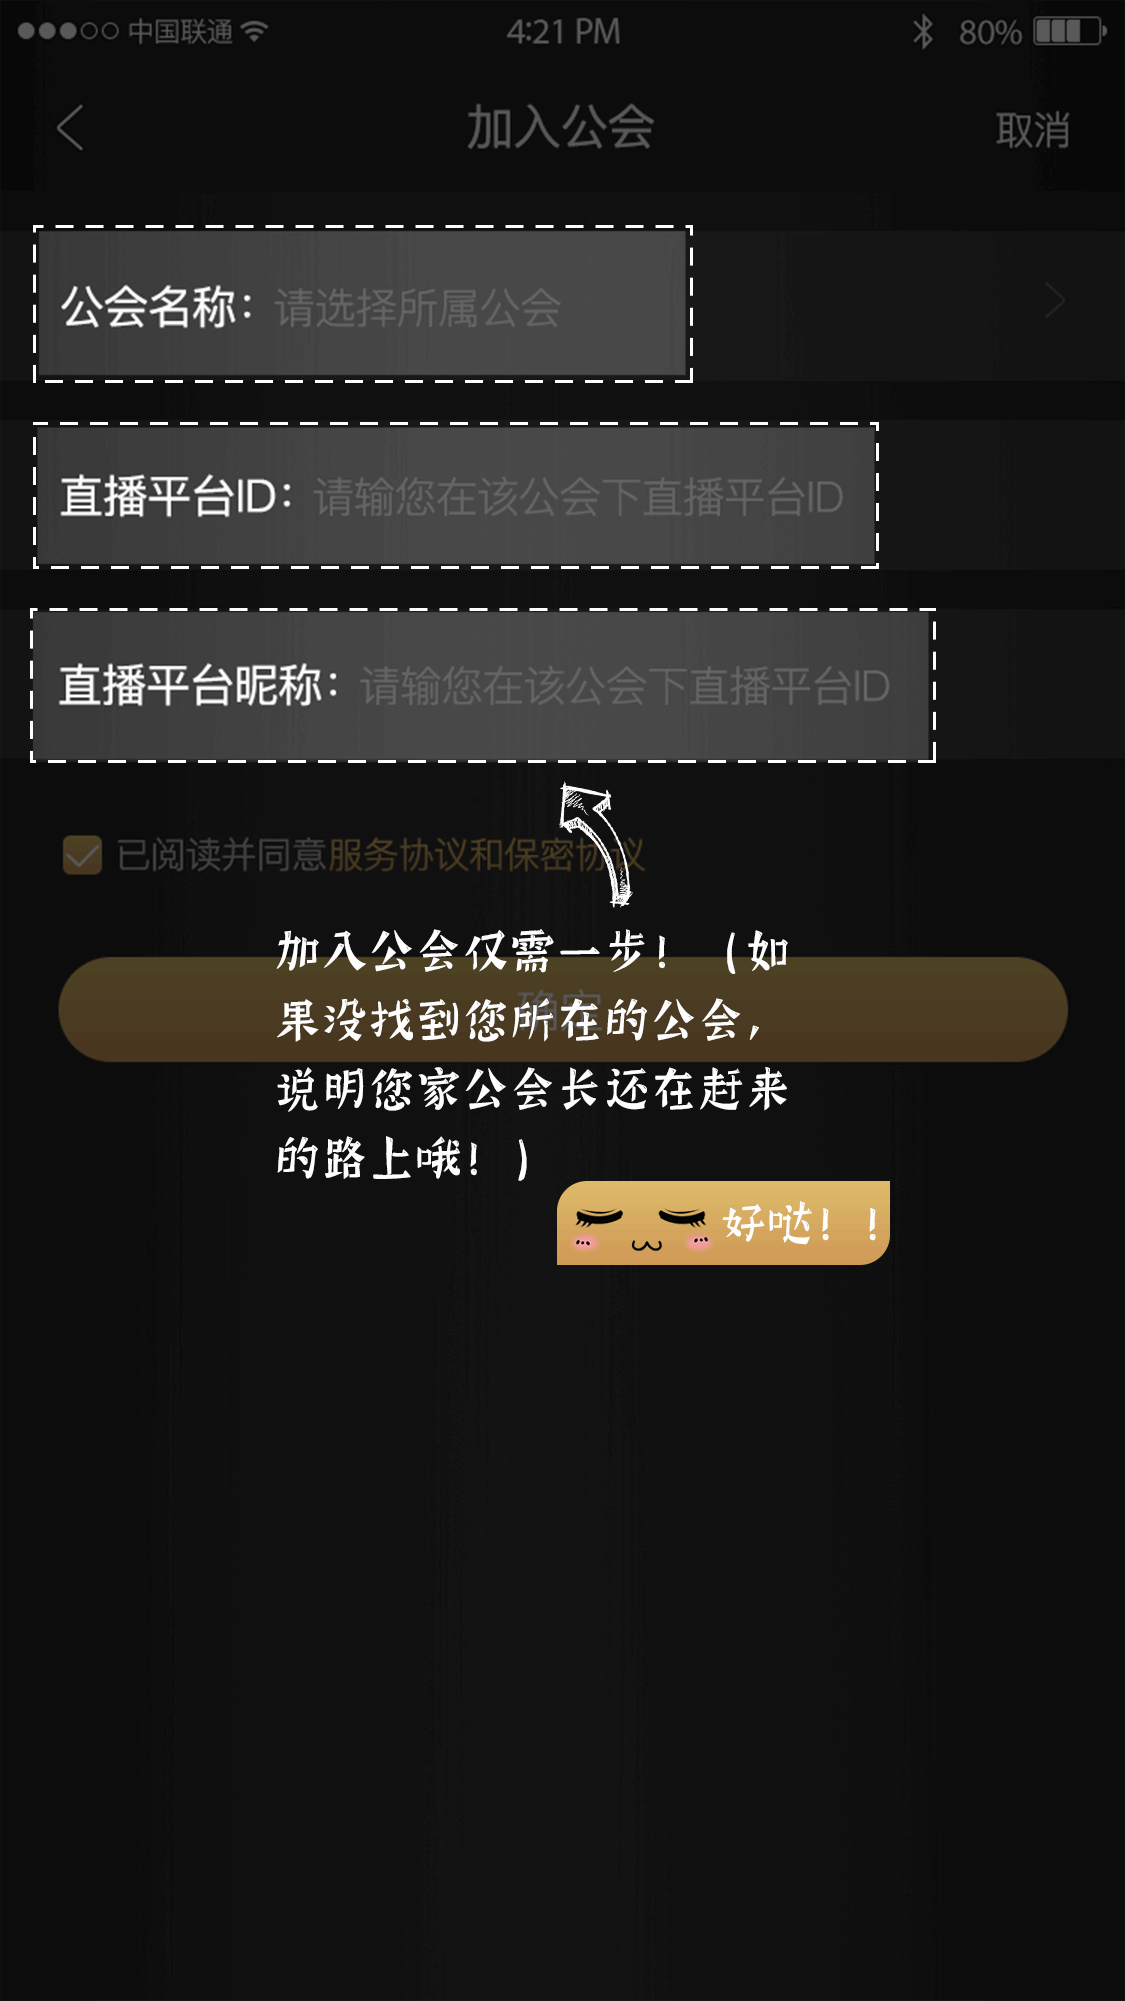 中国联通 4:21 PM 80%
加入公会 取消
公会名称：请选择所属公会
直播平台ID：请输您在该公会下直播平台ID
直播平台昵称：请输您在该公会下直播平台ID
已阅读并同意服务协议和保密协议
确定
加入公会仅需一步！（如
果没找到您所在的公会，
说明您家公会长还在赶来
的路上哦！）
好哒！！